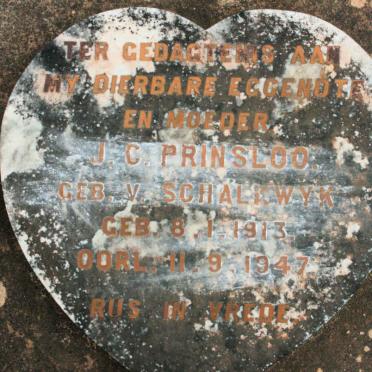 TER GEDAGTENIS AAN
MY DIERBARE EGGENOTE
EN MOEDER
J. C. PRINSLOO.
GEB. V. SCHALKWYK
GEB. 8.1.1913
OORL. 11.9.1947.
RUS IN VREDE.